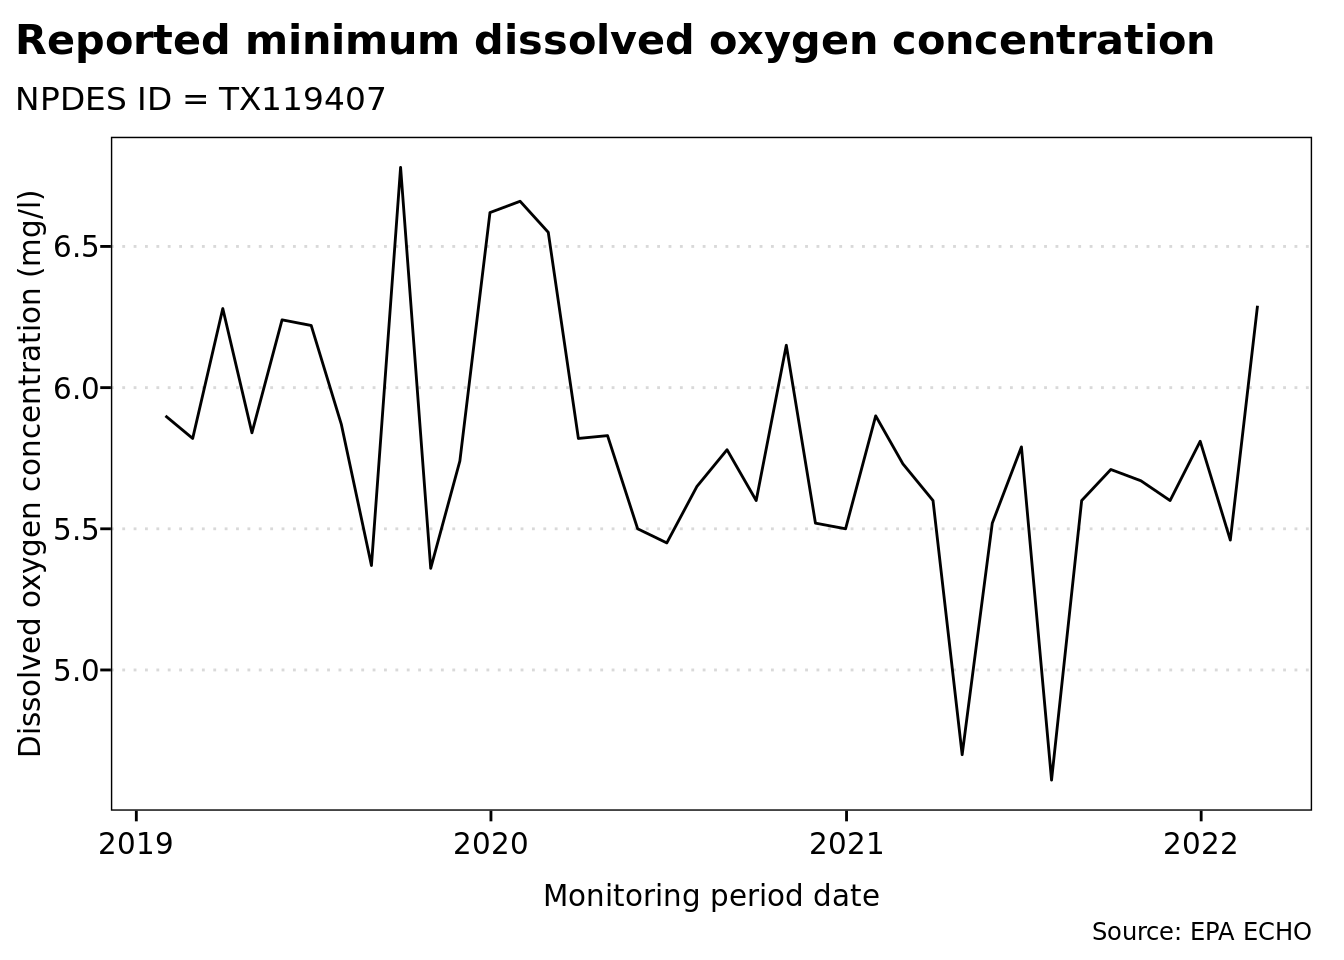 Reported minimum dissolved oxygen concentration
NPDES ID = TX119407
Dissolved oxygen concentration (mg/l)
6.5
6.0
5.5
5.0
2019 2020 2021 2022
Monitoring period date
Source: EPA ECHO